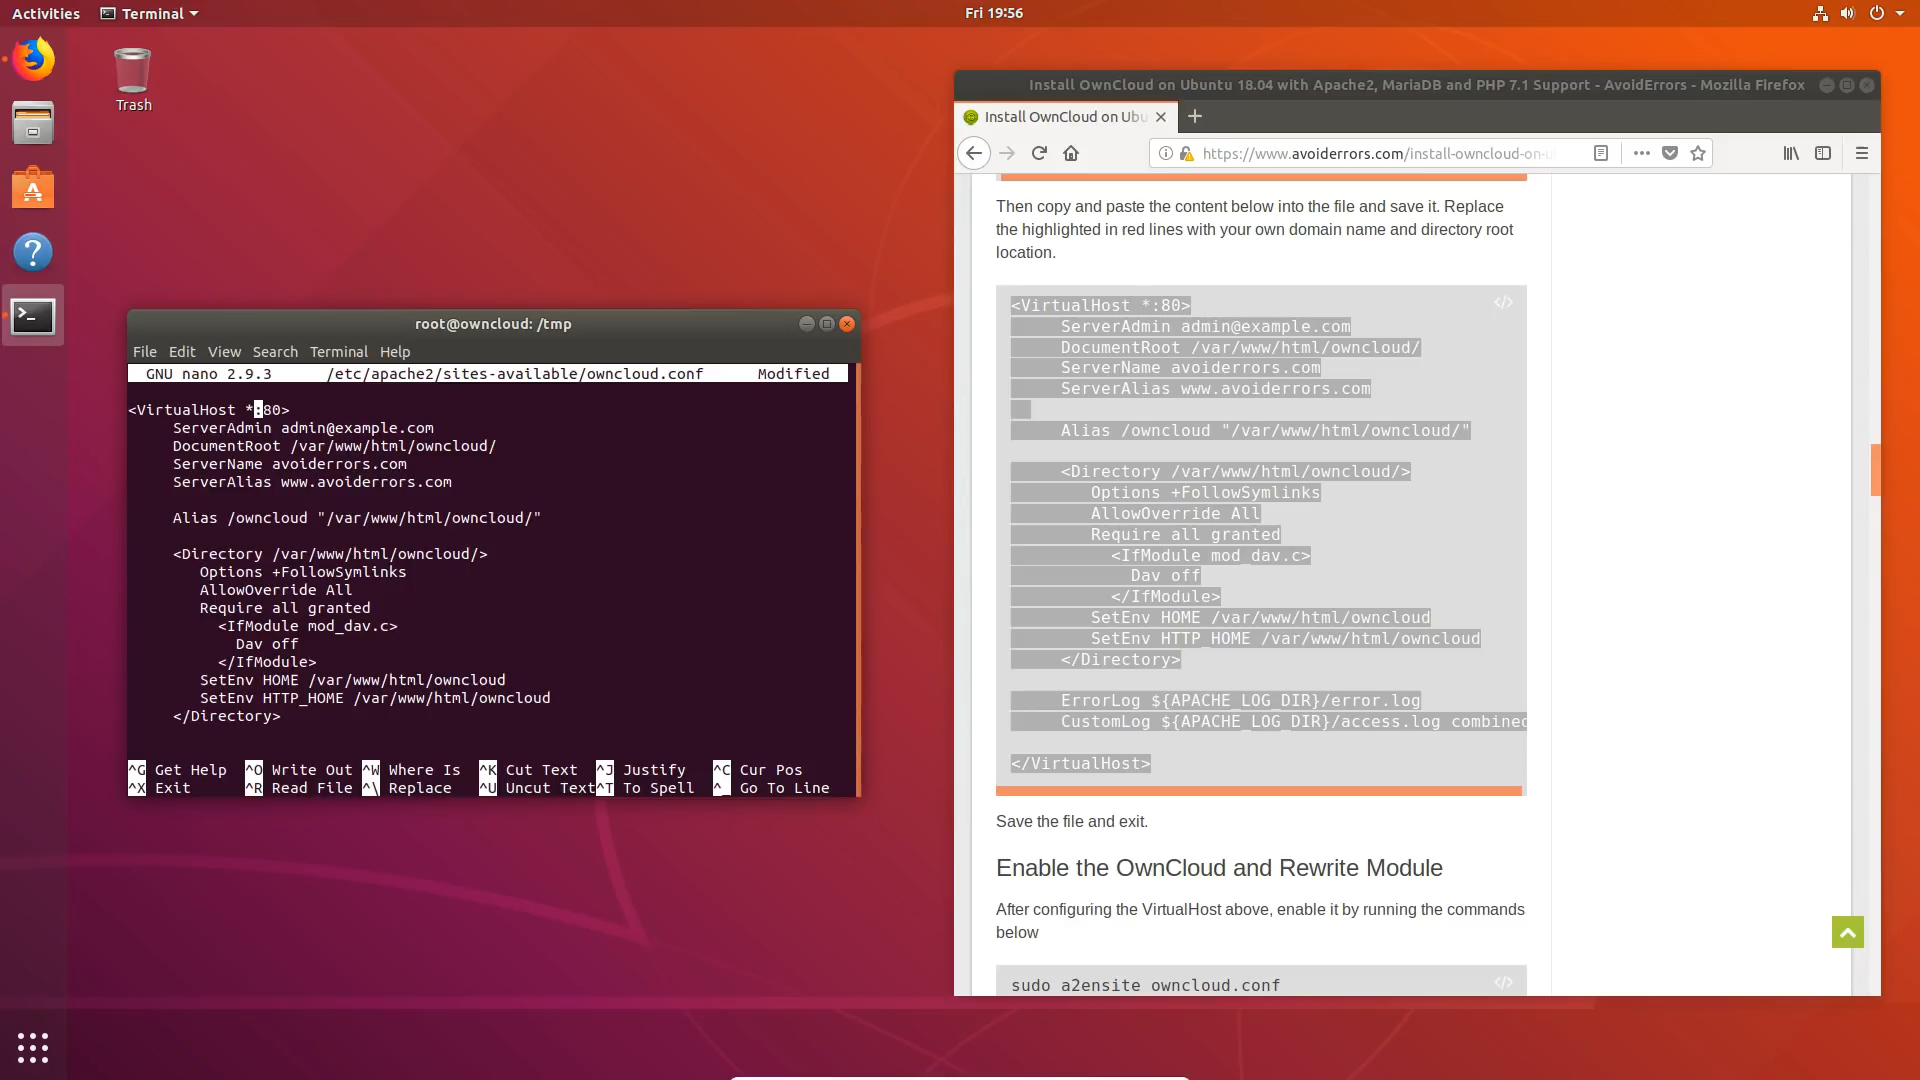 Activities Terminal Fri 19:56
Trash
root@owncloud: /tmp
File Edit View Search Terminal Help
GNU nano 2.9.3 /etc/apache2/sites-available/owncloud.conf Modified
<VirtualHost *:80>
ServerAdmin admin@example.com
DocumentRoot /var/www/html/owncloud/
ServerName avoiderrors.com
ServerAlias www.avoiderrors.com
Alias /owncloud "/var/www/html/owncloud/"
<Directory /var/www/html/owncloud/>
Options +FollowSymlinks
AllowOverride All
Require all granted
<IfModule mod_dav.c>
Dav off
</IfModule>
SetEnv HOME /var/www/html/owncloud
SetEnv HTTP_HOME /var/www/html/owncloud
</Directory>
^G Get Help ^O Write Out ^W Where Is ^K Cut Text ^J Justify ^C Cur Pos
^X Exit ^R Read File ^\ Replace ^U Uncut Text ^T To Spell ^_ Go To Line
Install OwnCloud on Ubuntu 18.04 with Apache2, MariaDB and PHP 7.1 Support - AvoidErrors - Mozilla Firefox
Install OwnCloud on Ubu
https://www.avoiderrors.com/install-owncloud-on-u
Then copy and paste the content below into the file and save it. Replace
the highlighted in red lines with your own domain name and directory root
location.
<VirtualHost *:80>
ServerAdmin admin@example.com
DocumentRoot /var/www/html/owncloud/
ServerName avoiderrors.com
ServerAlias www.avoiderrors.com
Alias /owncloud "/var/www/html/owncloud/"
<Directory /var/www/html/owncloud/>
Options +FollowSymlinks
AllowOverride All
Require all granted
<IfModule mod_dav.c>
Dav off
</IfModule>
SetEnv HOME /var/www/html/owncloud
SetEnv HTTP_HOME /var/www/html/owncloud
</Directory>
ErrorLog ${APACHE_LOG_DIR}/error.log
CustomLog ${APACHE_LOG_DIR}/access.log combined
</VirtualHost>
Save the file and exit.
Enable the OwnCloud and Rewrite Module
After configuring the VirtualHost above, enable it by running the commands
below
sudo a2ensite owncloud.conf